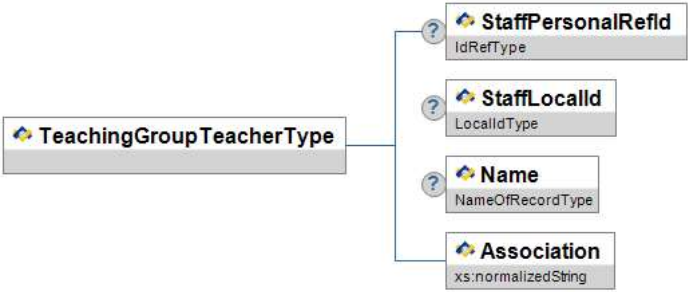 ?
StaffPersonalRefId
IdRefType
?
StaffLocalId
LocalIdType
TeachingGroupTeacherType
?
Name
NameOfRecordType
Association
xs:normalizedString